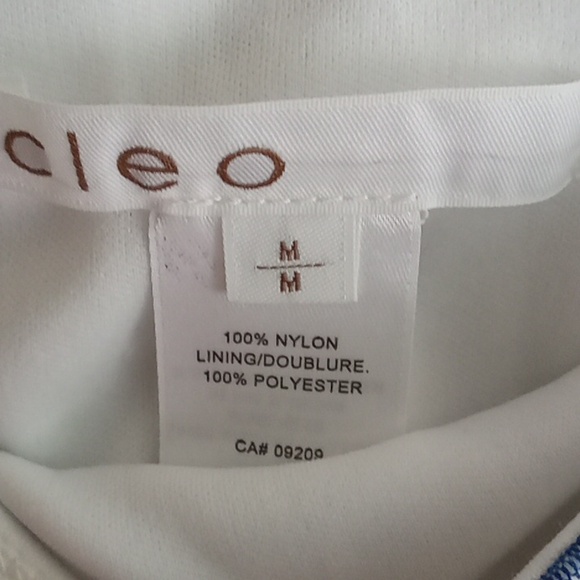 cleo
M
M
100% NYLON
LINING/DOUBLURE.
100% POLYESTER
CA# 09209